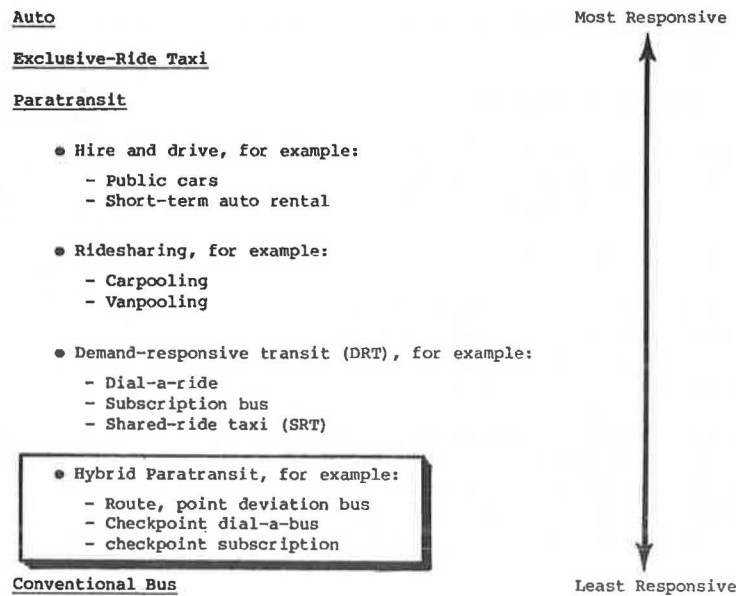 Auto
Most Responsive
Exclusive-Ride Taxi
Paratransit
• Hire and drive, for example:
- Public cars
- Short-term auto rental
• Ridesharing, for example:
- Carpooling
- Vanpooling
• Demand-responsive transit (DRT), for example:
- Dial-a-ride
- Subscription bus
- Shared-ride taxi (SRT)
• Hybrid Paratransit, for example:
- Route, point deviation bus
- Checkpoint dial-a-bus
- checkpoint subscription
Conventional Bus
Least Responsive